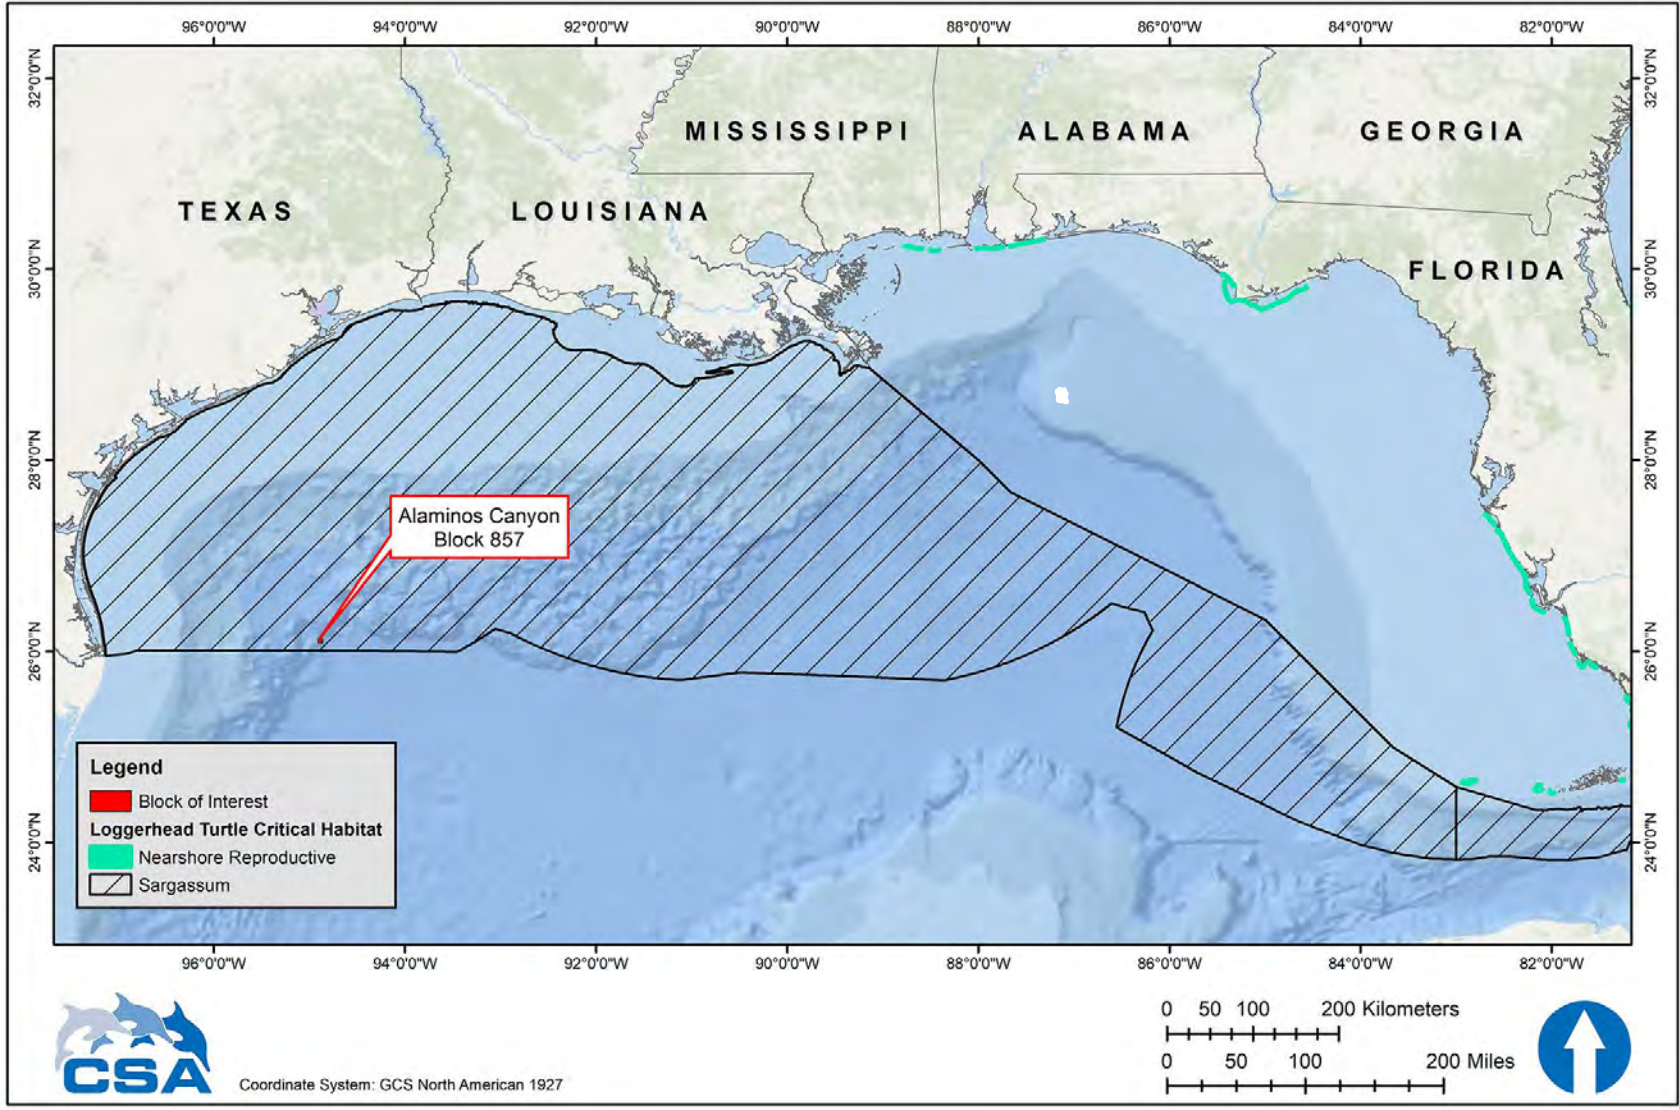 96°0'0"W 94°0'0"W 92°0'0"W 90°0'0"W 88°0'0"W 86°0'0"W 84°0'0"W 82°0'0"W
32°0'0"N 32°0'0"N
MISSISSIPPI ALABAMA GEORGIA
TEXAS LOUISIANA
30°0'0"N FLORIDA 30°0'0"N
28°0'0"N 28°0'0"N
Alaminos Canyon
Block 857
26°0'0"N 26°0'0"N
Legend
Block of Interest
Loggerhead Turtle Critical Habitat
24°0'0"N 24°0'0"N
Nearshore Reproductive
Sargassum
96°0'0"W 94°0'0"W 92°0'0"W 90°0'0"W 88°0'0"W 86°0'0"W 84°0'0"W 82°0'0"W
0 50 100 200 Kilometers
0 50 100 200 Miles
CSA
Coordinate System: GCS North American 1927